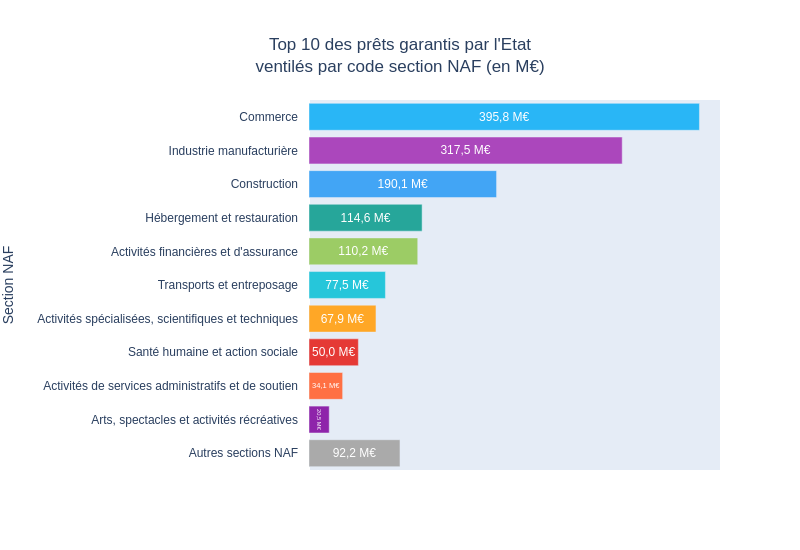 Top 10 des prêts garantis par l'Etat
ventilés par code section NAF (en M€)
Section NAF
Commerce 395,8 M€
Industrie manufacturière 317,5 M€
Construction 190,1 M€
Hébergement et restauration 114,6 M€
Activités financières et d'assurance 110,2 M€
Transports et entreposage 77,5 M€
Activités spécialisées, scientifiques et techniques 67,9 M€
Santé humaine et action sociale 50,0 M€
Activités de services administratifs et de soutien 34,1 M€
Arts, spectacles et activités récréatives
Autres sections NAF 92,2 M€